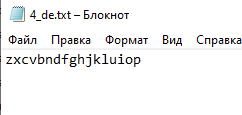 4_de.txt – Блокнот
Файл Правка Формат Вид Справка
zxcvbndfghjkluiop